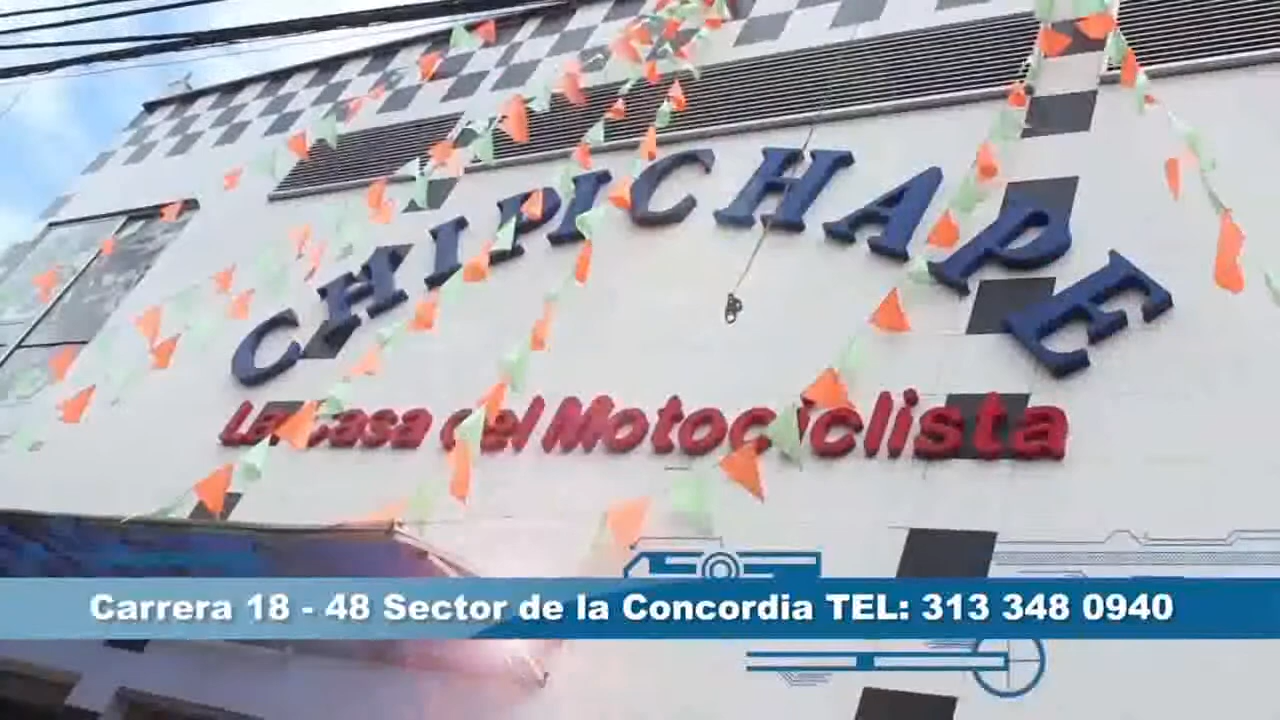 CHIPICHAPE
La Casa del Motociclista
Carrera 18 - 48 Sector de la Concordia TEL: 313 348 0940